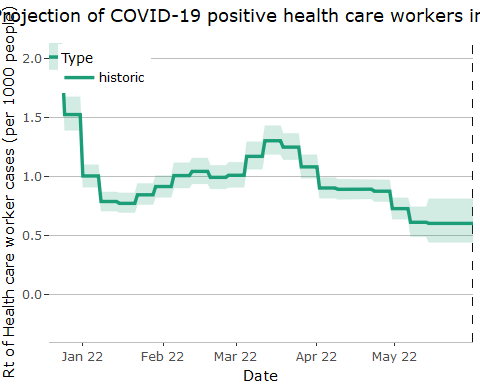 rojection of COVID-19 positive health care workers in
Rt of Health care worker cases (per 1000 people)
2.0
1.5
1.0
0.5
0.0
Type
historic
Jan 22
Feb 22
Mar 22
Apr 22
May 22
Date